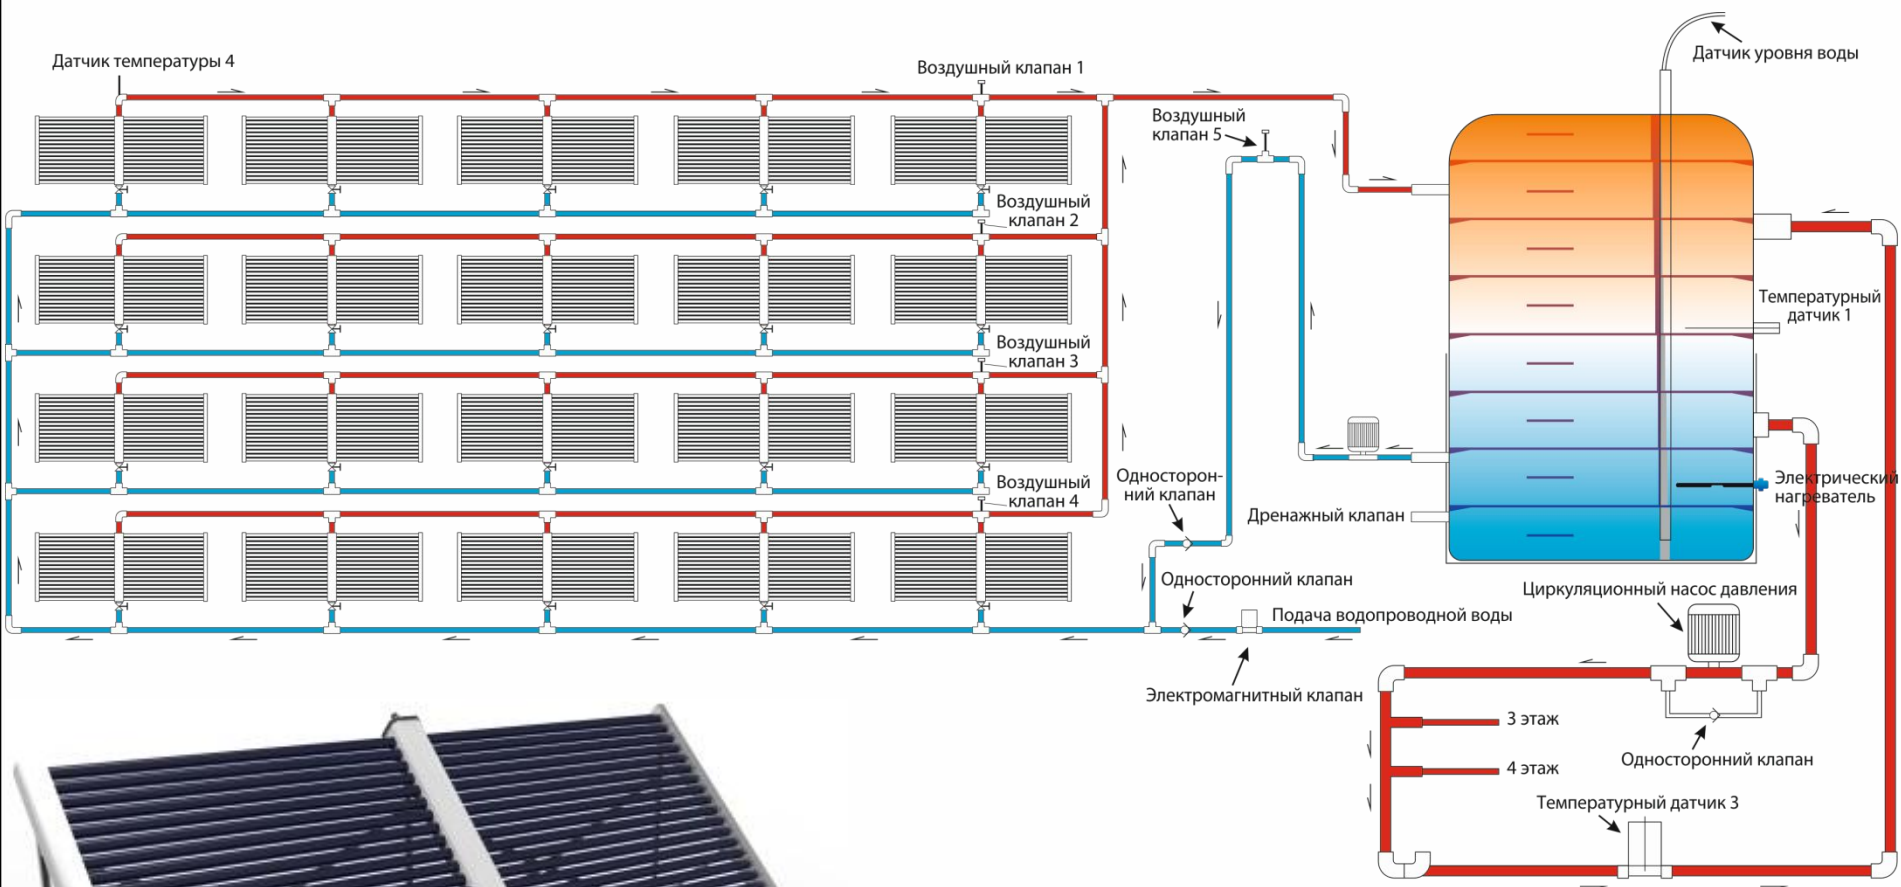 Датчик температуры 4
Воздушный клапан 1
Датчик уровня воды
Воздушный
клапан 5
Воздушный
клапан 2
Температурный
датчик 1
Воздушный
клапан 3
Односторон-
ний клапан
Воздушный
клапан 4
Электрический
нагреватель
Дренажный клапан
Односторонний клапан
Циркуляционный насос давления
Подача водопроводной воды
Электромагнитный клапан
3 этаж
Односторонний клапан
4 этаж
Температурный датчик 3